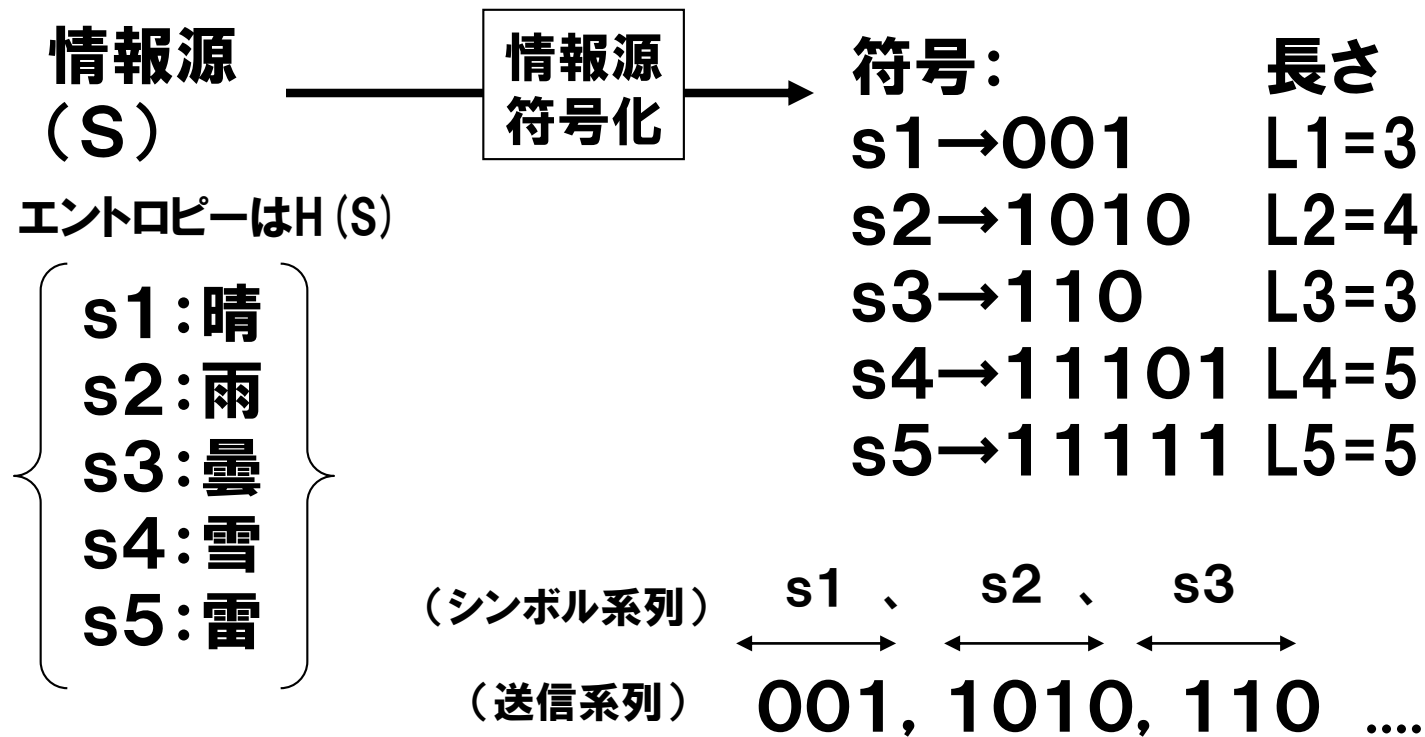 情報源
(S)
エントロピーはH(S)
s1:晴
s2:雨
s3:曇
s4:雪
s5:雷
情報源
符号化
符号: 長さ
s1→001 L1=3
s2→1010 L2=4
s3→110 L3=3
s4→11101 L4=5
s5→11111 L5=5
(シンボル系列) s1 、 s2 、 s3
(送信系列) 001, 1010, 110 ....